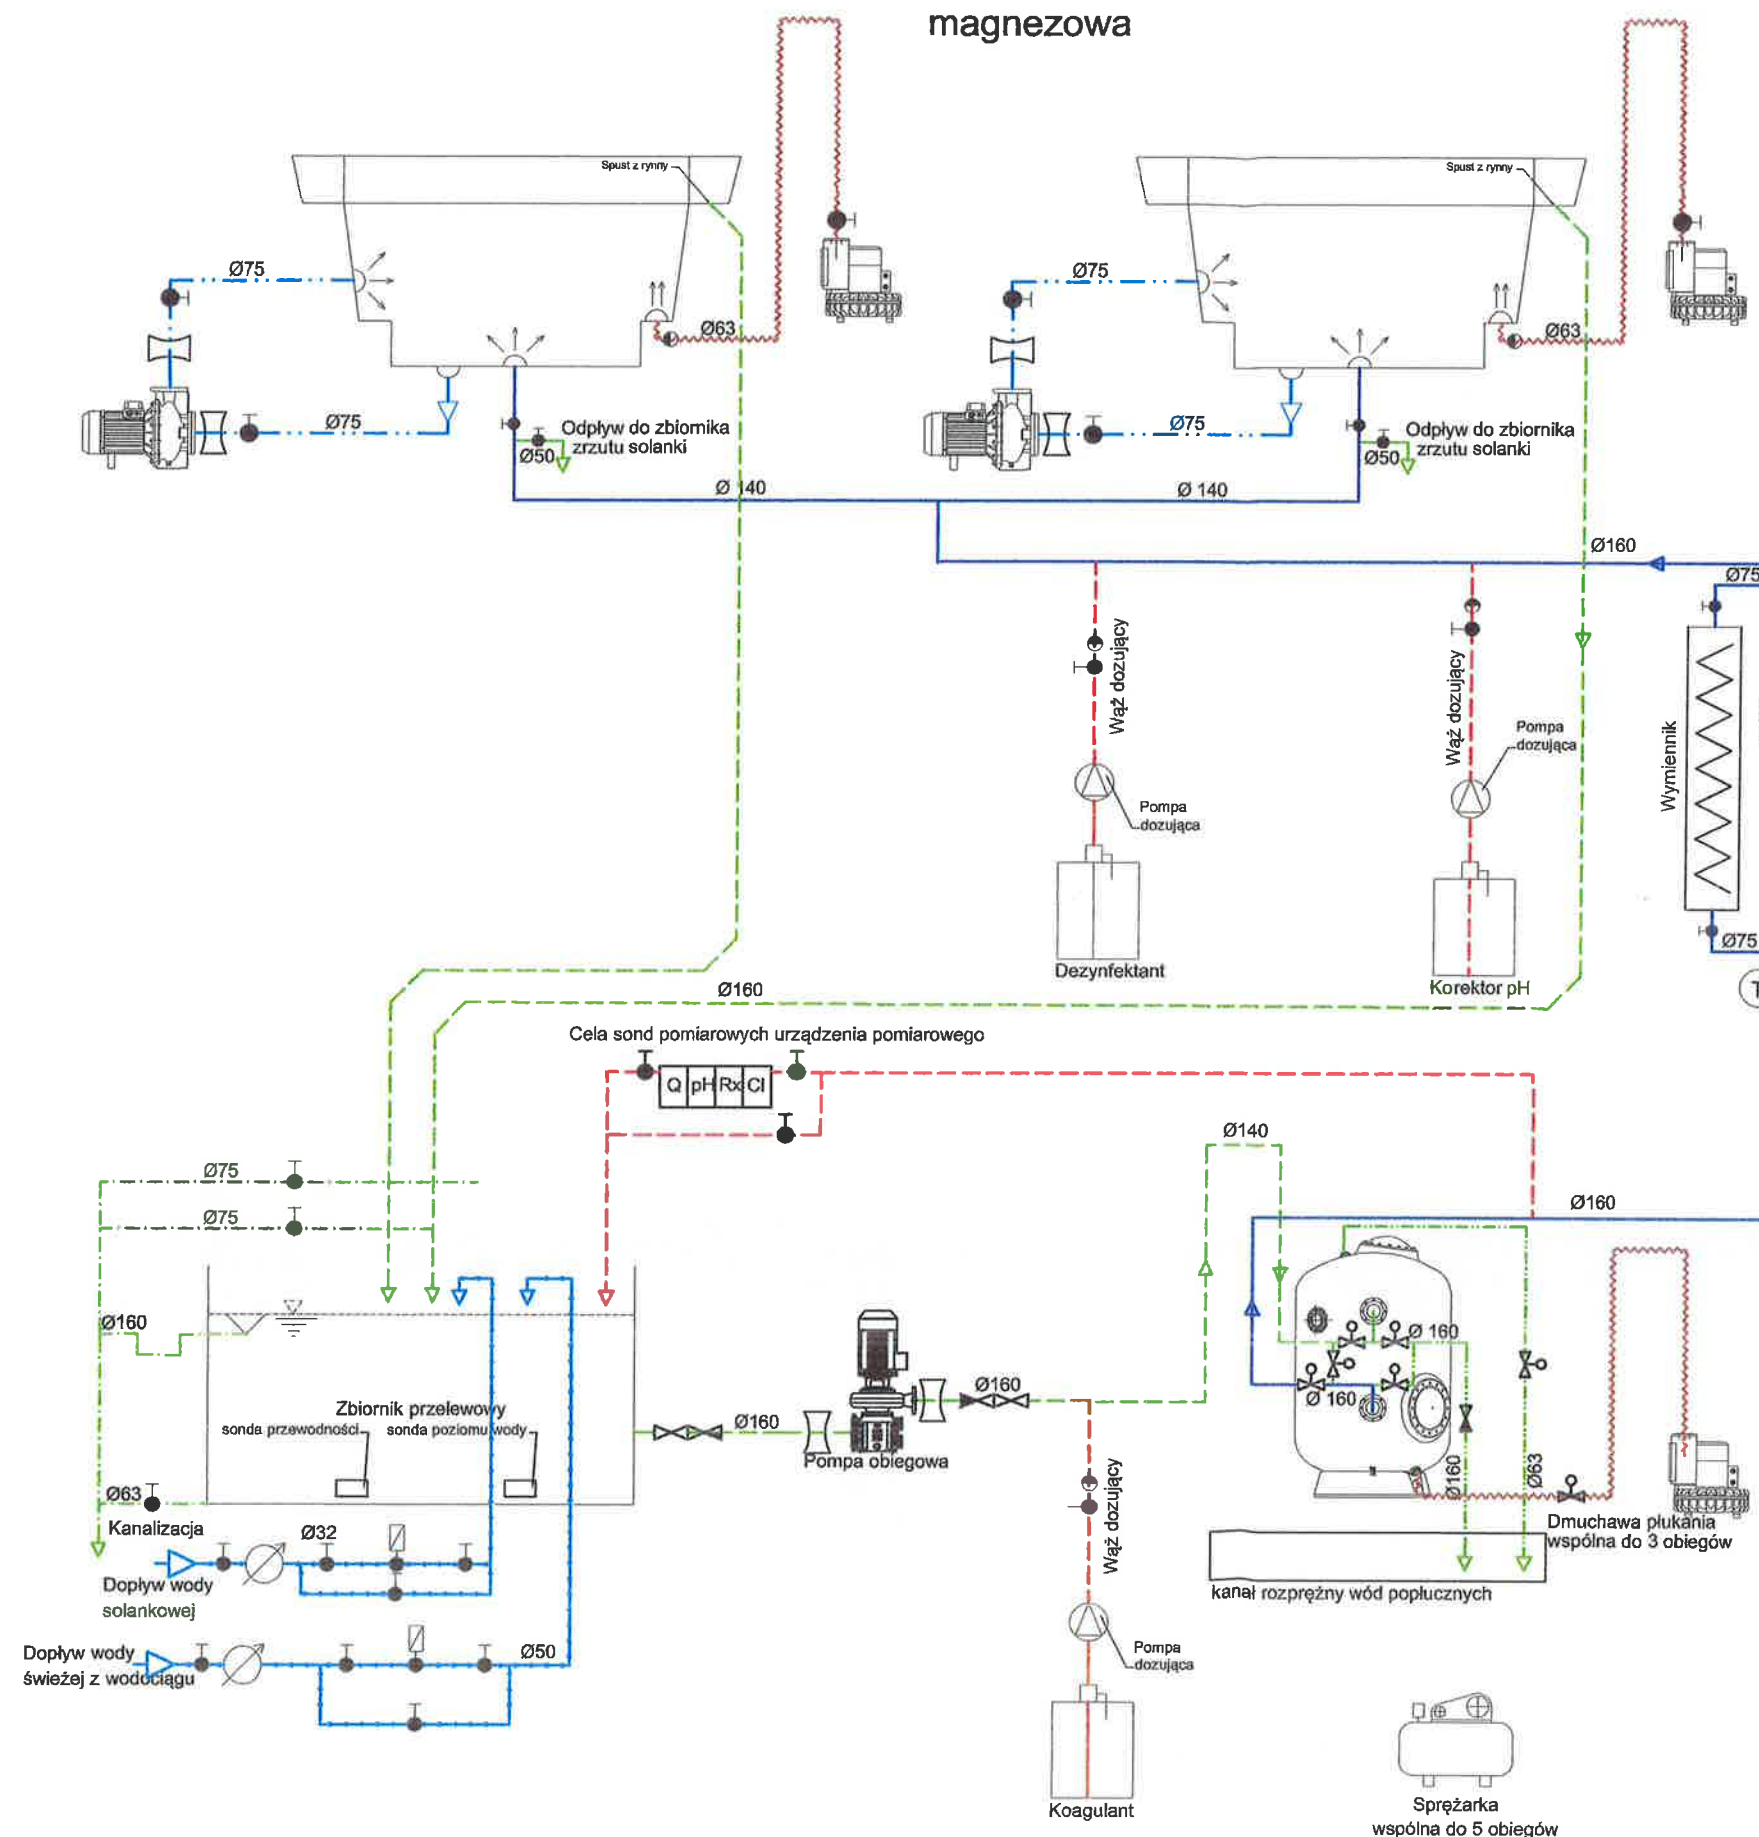 magnezowa
Spust z rynny
Spust z rynny
Ø75
Ø75
Ø63
Ø63
Ø75
Ø75
Odpływ do zbiornika
zrzutu solanki
Ø50
Odpływ do zbiornika
zrzutu solanki
Ø50
Ø 140
Ø 140
Ø160
Ø75
Wąż dozujący
Wąż dozujący
Pompa
dozująca
Pompa
dozująca
Wymiennik
Ø75
Dezynfektant
Korektor pH
T
Ø160
Cela sond pomiarowych urządzenia pomiarowego
Q pH Rx Cl
Ø140
Ø75
Ø75
Ø160
Ø160
Ø 160
Ø 160
Ø160
Ø160
Zbiornik przelewowy
sonda przewodności
sonda poziomu wody
Pompa obiegowa
Ø160
Ø63
Ø63
Kanalizacja
Ø32
Dopływ wody
solankowej
Wąż dozujący
Dmuchawa płukania
wspólna do 3 obiegów
kanał rozprężny wód popłucznych
Dopływ wody
świeżej z wodociągu
Ø50
Pompa
dozująca
Koagulant
Sprężarka
wspólna do 5 obiegów